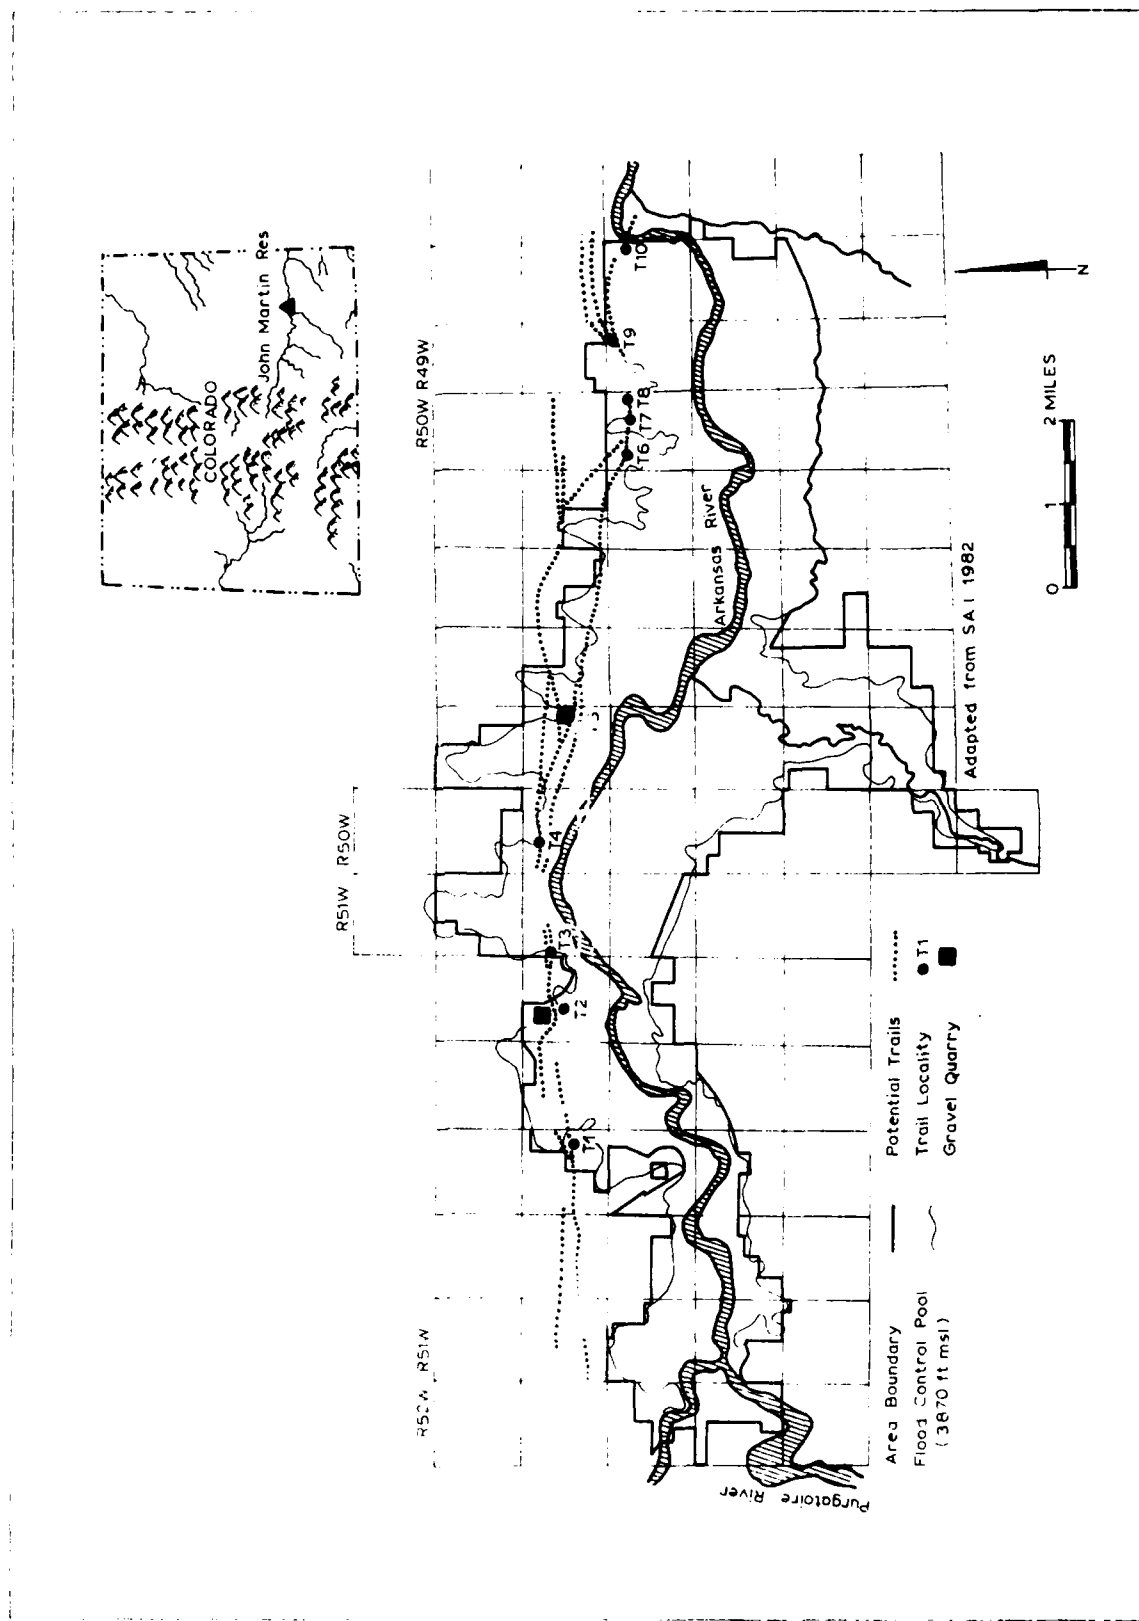 COLORADO
John Martin Res
R52W R51W
R51W R50W
R50W R49W
T1
T2
T3
T4
T6
T7
T8
T9
T10
Arkansas
River
Purgatoire
River
Area Boundary
Flood Control Pool
(3870 ft msl)
Potential Trails
Trail Locality
T1
Gravel Quarry
Adapted from SAI 1982
0 1 2 MILES
N